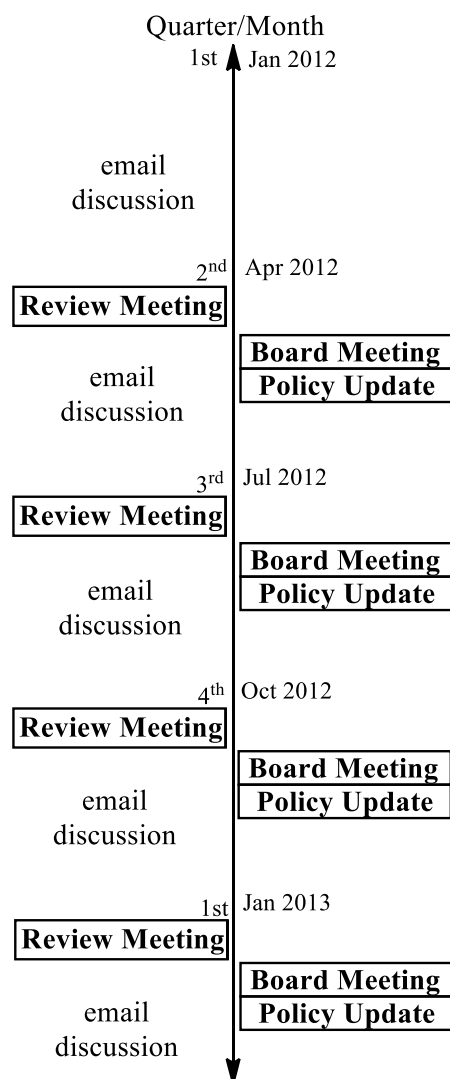 Quarter/Month
1st Jan 2012
email
discussion
2nd Apr 2012
Review Meeting
Board Meeting
Policy Update
email
discussion
3rd Jul 2012
Review Meeting
Board Meeting
Policy Update
email
discussion
4th Oct 2012
Review Meeting
Board Meeting
Policy Update
email
discussion
1st Jan 2013
Review Meeting
Board Meeting
Policy Update
email
discussion